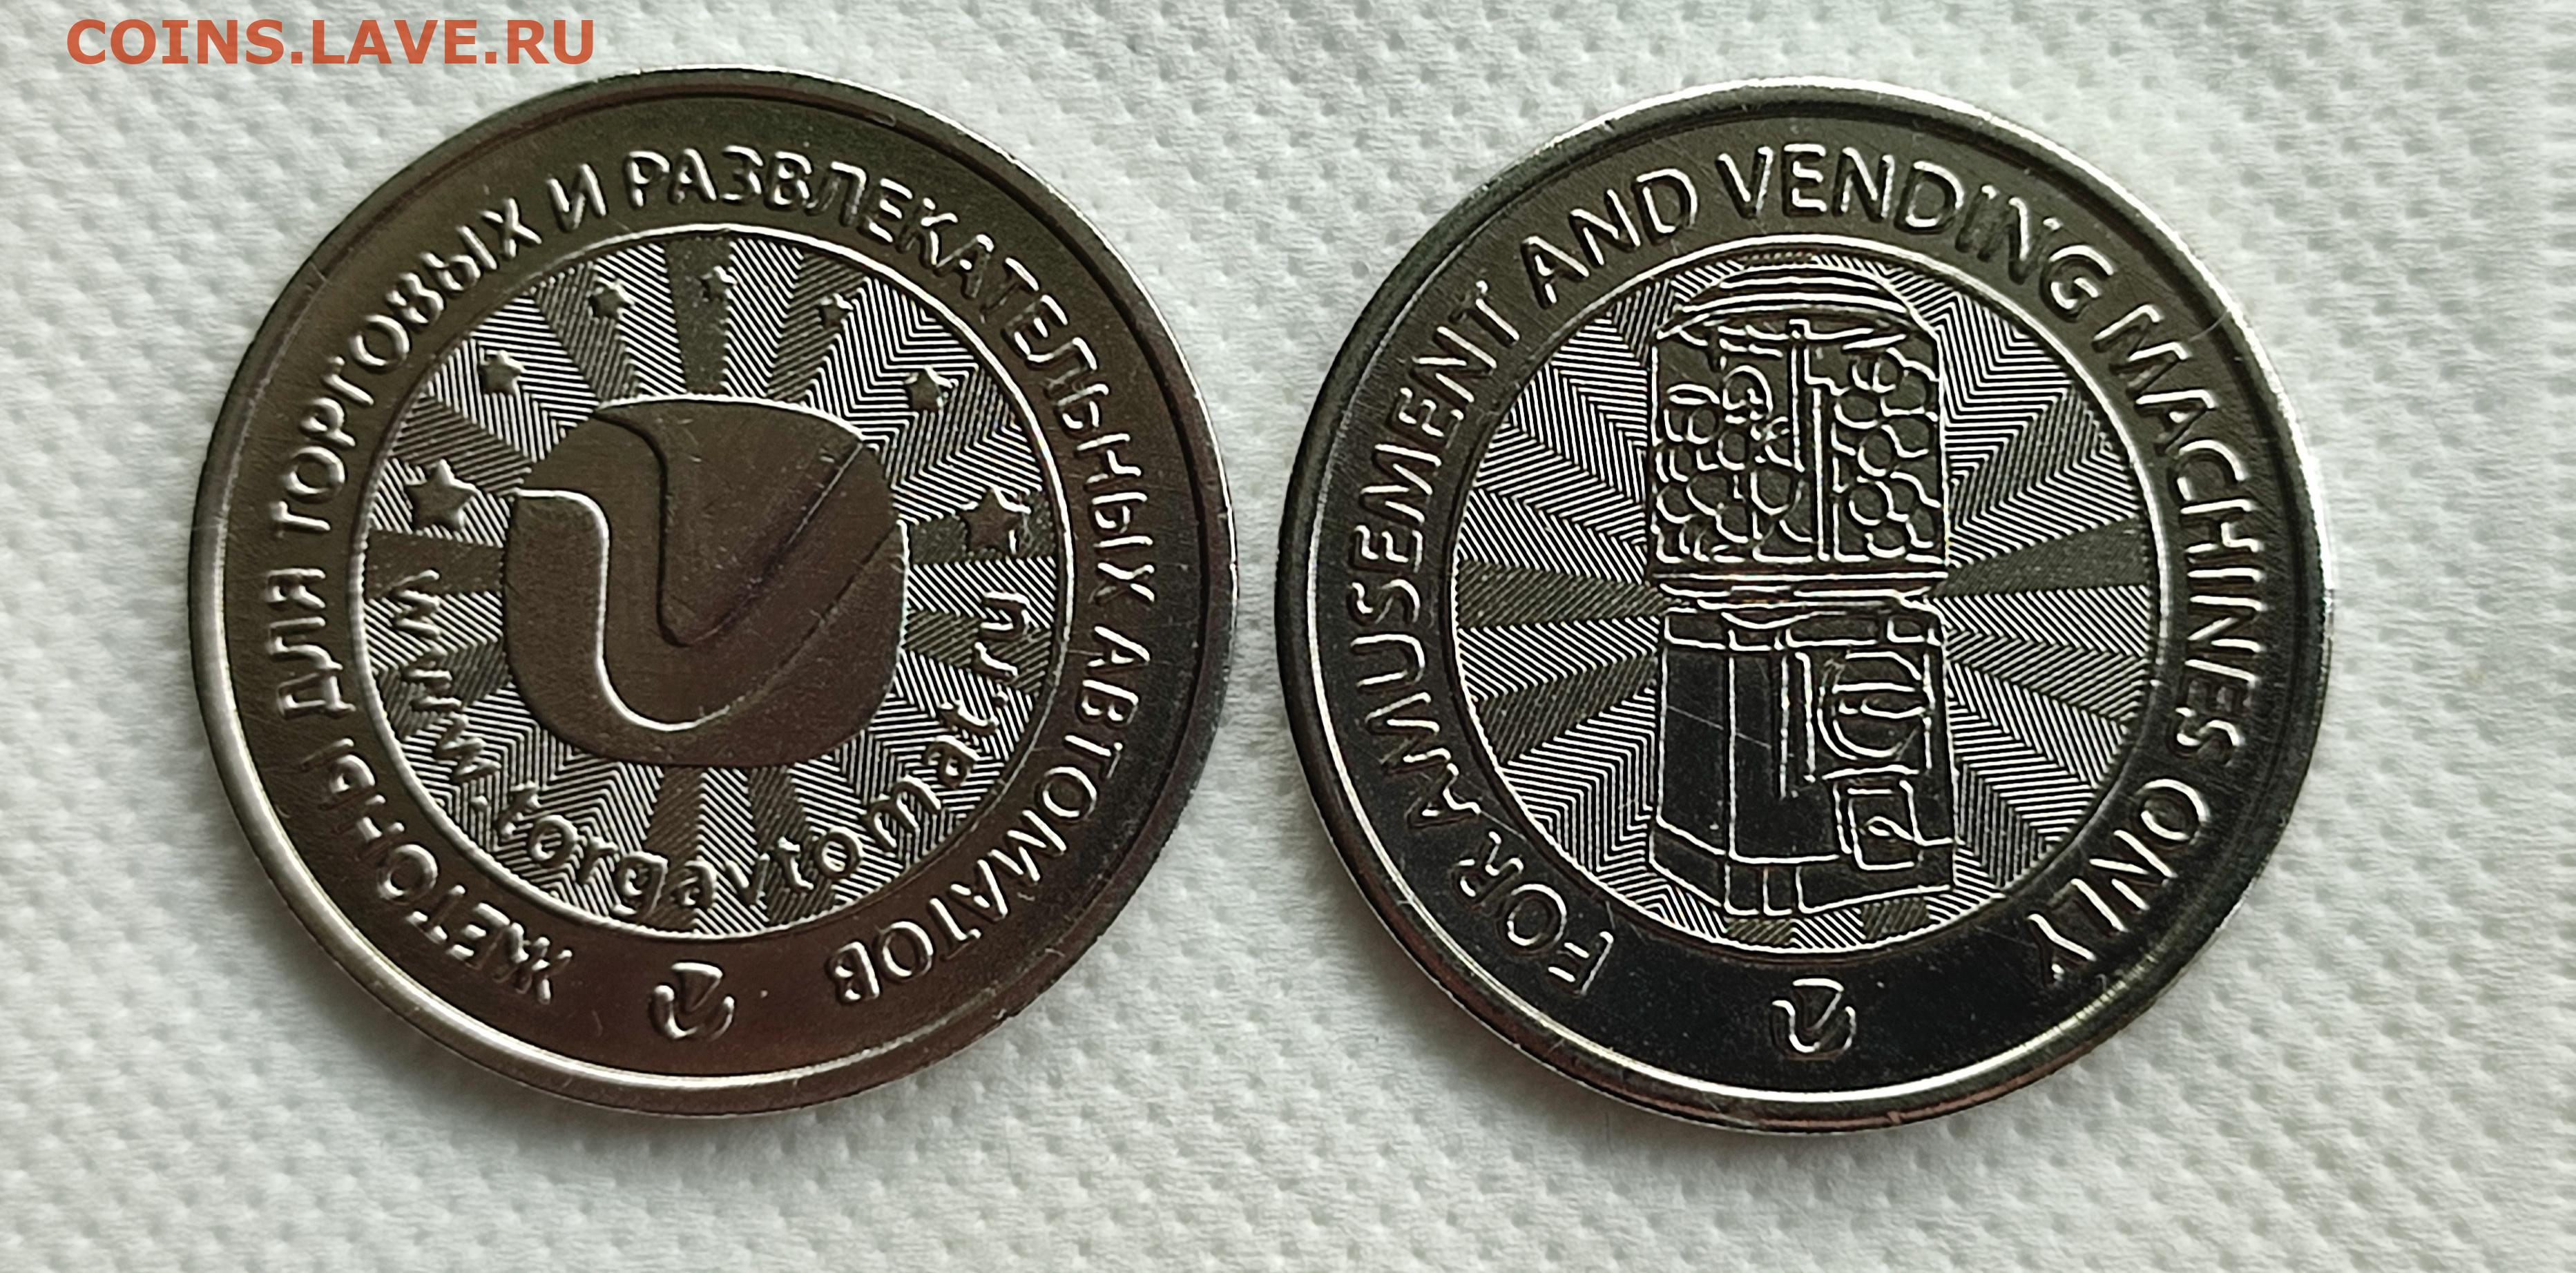 COINS.LAVE.RU
ЖЕТОНЫ ДЛЯ ТОРГОВЫХ И РАЗВЛЕКАТЕЛЬНЫХ АВТОМАТОВ
www.torgavtomat.ru
FOR AMUSEMENT AND VENDING MACHINES ONLY